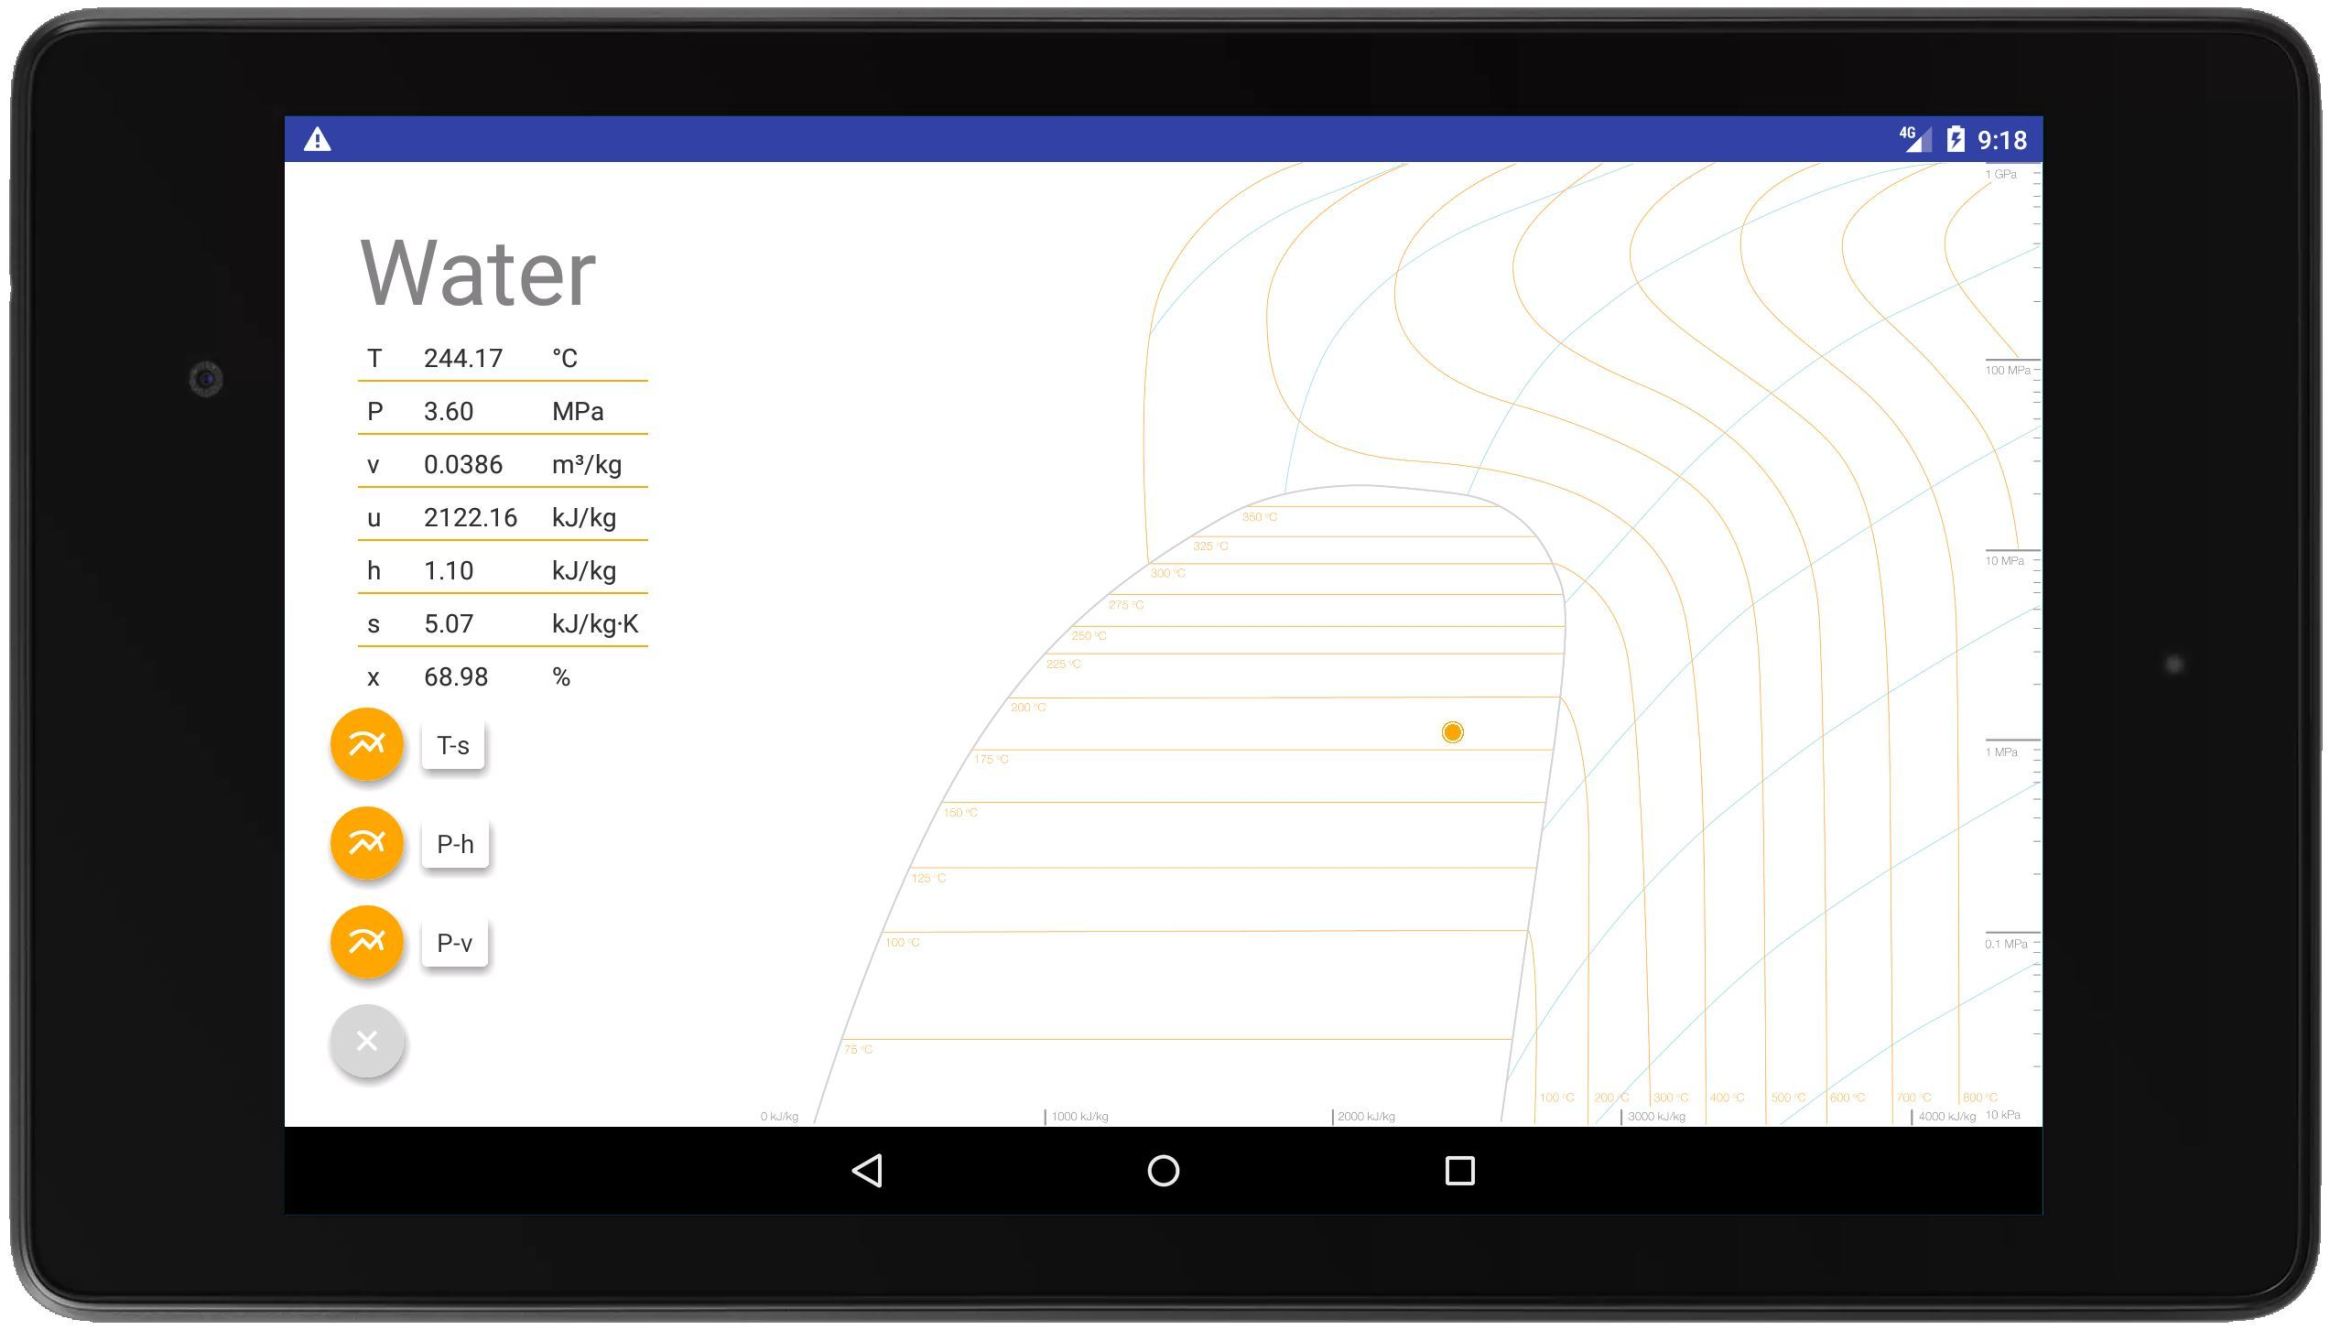 4G 9:18
Water
T 244.17 °C
P 3.60 MPa
v 0.0386 m³/kg
u 2122.16 kJ/kg
h 1.10 kJ/kg
s 5.07 kJ/kg·K
x 68.98 %
T-s
P-h
P-v
1 GPa
100 MPa
10 MPa
1 MPa
0.1 MPa
10 kPa
350 °C
325 °C
300 °C
275 °C
250 °C
225 °C
200 °C
175 °C
150 °C
125 °C
100 °C
75 °C
100 °C 200 °C 300 °C 400 °C 500 °C 600 °C 700 °C 800 °C
0 kJ/kg 1000 kJ/kg 2000 kJ/kg 3000 kJ/kg 4000 kJ/kg